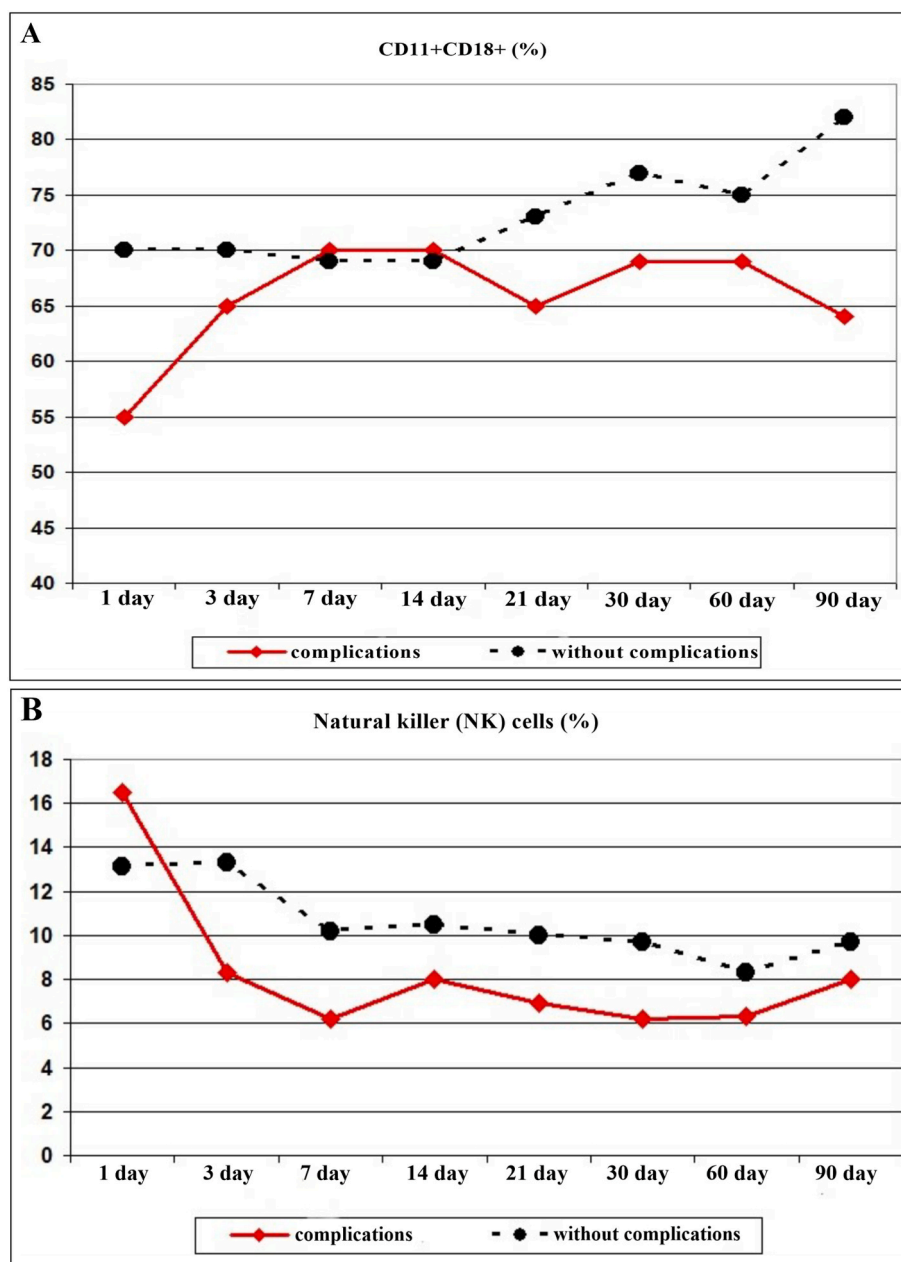 A
CD11+CD18+ (%)
85
80
75
70
65
60
55
50
45
40
1 day 3 day 7 day 14 day 21 day 30 day 60 day 90 day
complications without complications
B
Natural killer (NK) cells (%)
18
16
14
12
10
8
6
4
2
0
1 day 3 day 7 day 14 day 21 day 30 day 60 day 90 day
complications without complications